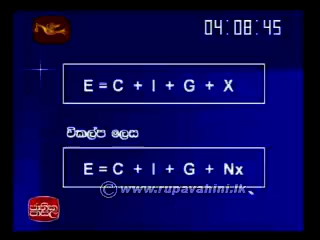 04:08:45
E = C + I + G + X
විකල්ප ලෙස
E = C + I + G + Nx
© www.rupavahini.lk